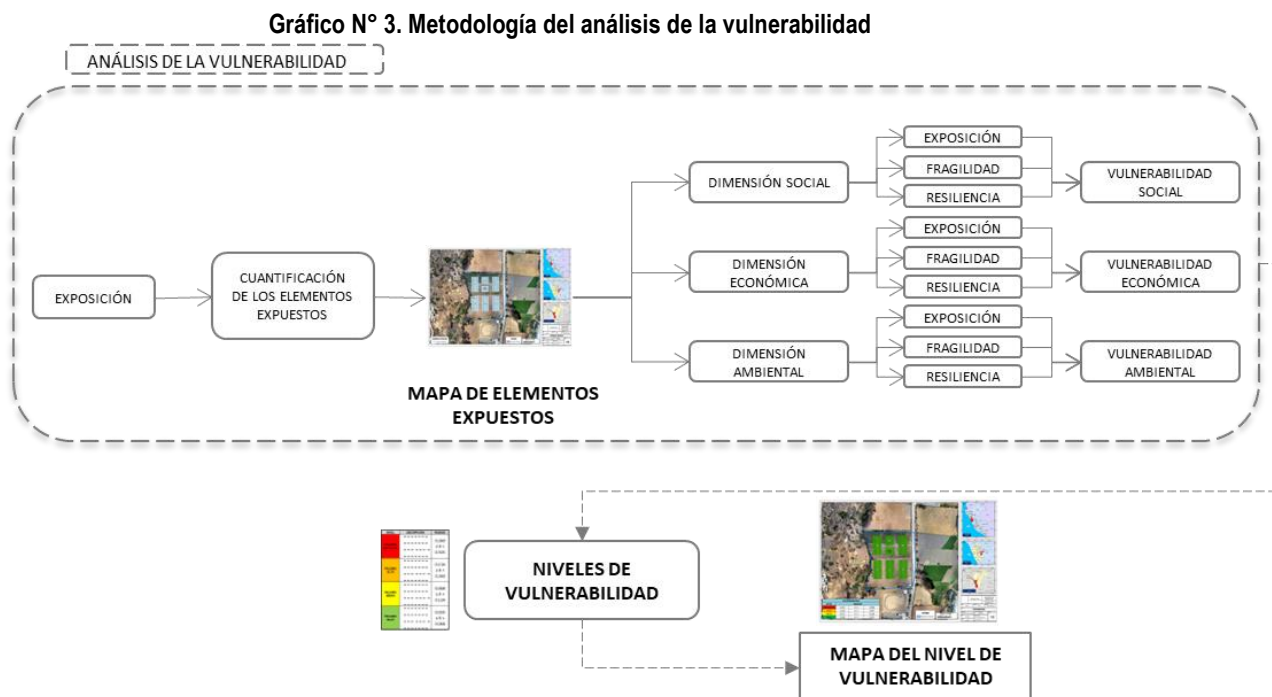 Gráfico N° 3. Metodología del análisis de la vulnerabilidad
ANÁLISIS DE LA VULNERABILIDAD
EXPOSICIÓN
CUANTIFICACIÓN
DE LOS ELEMENTOS
EXPUESTOS
MAPA DE ELEMENTOS
EXPUESTOS
DIMENSIÓN SOCIAL
EXPOSICIÓN
FRAGILIDAD
RESILIENCIA
VULNERABILIDAD
SOCIAL
DIMENSIÓN
ECONÓMICA
EXPOSICIÓN
FRAGILIDAD
RESILIENCIA
VULNERABILIDAD
ECONÓMICA
DIMENSIÓN
AMBIENTAL
EXPOSICIÓN
FRAGILIDAD
RESILIENCIA
VULNERABILIDAD
AMBIENTAL
NIVELES DE
VULNERABILIDAD
MAPA DEL NIVEL DE
VULNERABILIDAD